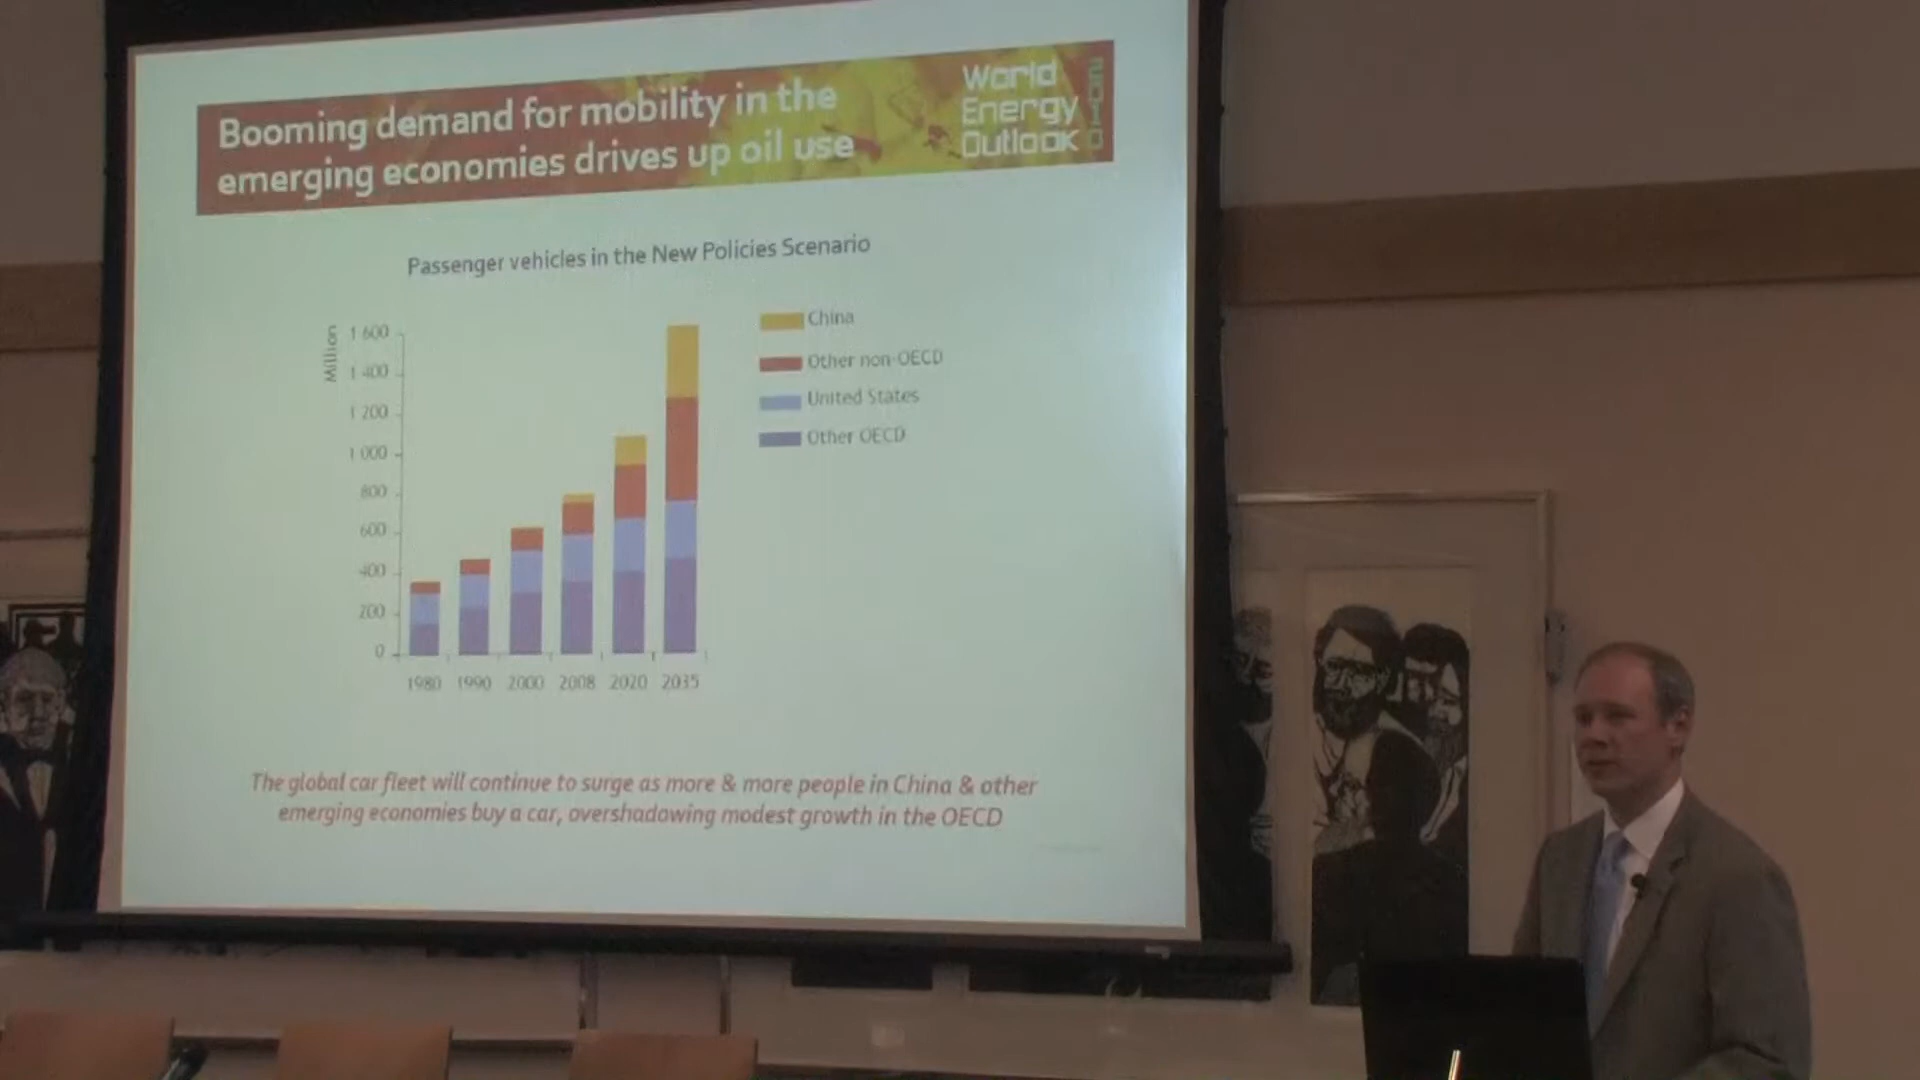 Booming demand for mobility in the
emerging economies drives up oil use
World
Energy
Outlook
2010
Passenger vehicles in the New Policies Scenario
Million
1 600
1 400
1 200
1 000
800
600
400
200
0
1980 1990 2000 2008 2020 2035
China
Other non-OECD
United States
Other OECD
The global car fleet will continue to surge as more & more people in China & other
emerging economies buy a car, overshadowing modest growth in the OECD